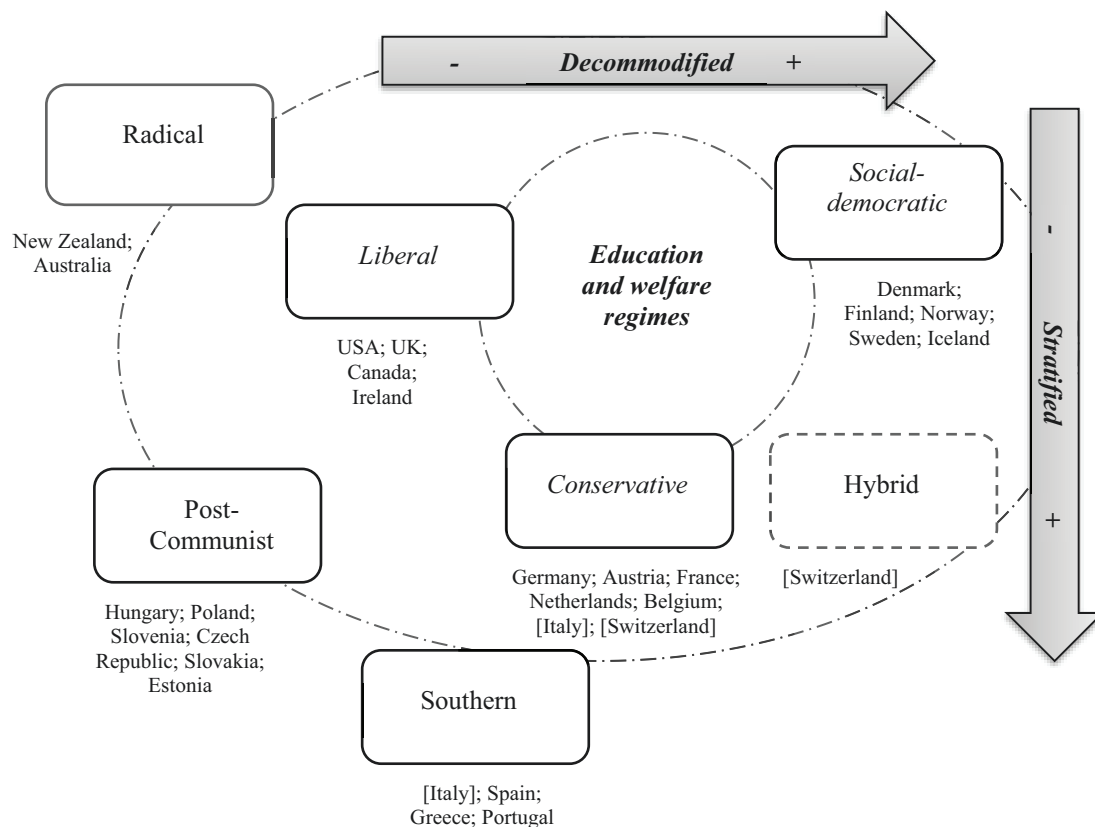 - Decommodified +
Radical
New Zealand;
Australia
Social-
democratic
Denmark;
Finland; Norway;
Sweden; Iceland
- Stratified +
Liberal
USA; UK;
Canada;
Ireland
Education
and welfare
regimes
Conservative
Germany; Austria; France;
Netherlands; Belgium;
[Italy]; [Switzerland]
Hybrid
[Switzerland]
Post-
Communist
Hungary; Poland;
Slovenia; Czech
Republic; Slovakia;
Estonia
Southern
[Italy]; Spain;
Greece; Portugal